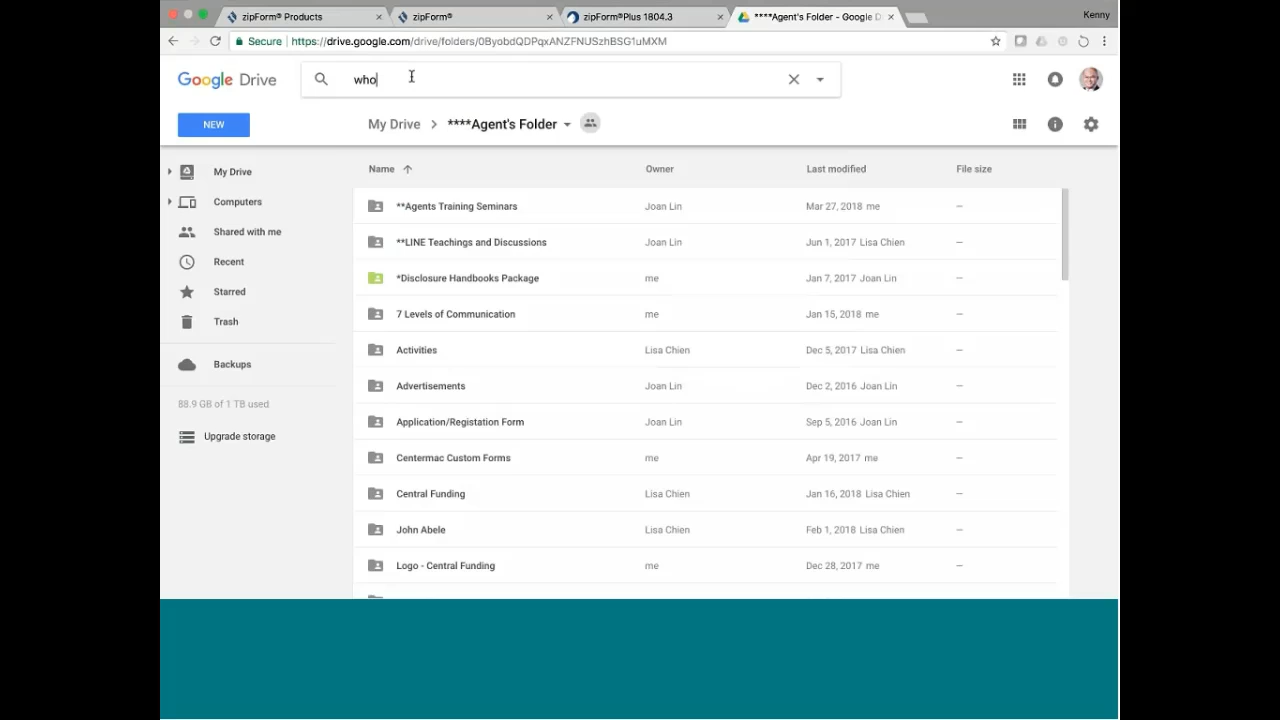 zipForm® Products
zipForm®
zipForm®Plus 1804.3
****Agent's Folder - Google D
Kenny
Secure
https://drive.google.com/drive/folders/0ByobdQDPqxANZFNUSzhBSG1uMXM
Google Drive
who
NEW
My Drive > ****Agent's Folder
My Drive
Computers
Shared with me
Recent
Starred
Trash
Backups
88.9 GB of 1 TB used
Upgrade storage
Name Owner Last modified File size
**Agents Training Seminars Joan Lin Mar 27, 2018 me –
**LINE Teachings and Discussions Joan Lin Jun 1, 2017 Lisa Chien –
*Disclosure Handbooks Package me Jan 7, 2017 Joan Lin –
7 Levels of Communication me Jan 15, 2018 me –
Activities Lisa Chien Dec 5, 2017 Lisa Chien –
Advertisements Joan Lin Dec 2, 2016 Joan Lin –
Application/Registation Form Joan Lin Sep 5, 2016 Joan Lin –
Centermac Custom Forms me Apr 19, 2017 me –
Central Funding Lisa Chien Jan 16, 2018 Lisa Chien –
John Abele Lisa Chien Feb 1, 2018 Lisa Chien –
Logo - Central Funding me Dec 28, 2017 me –